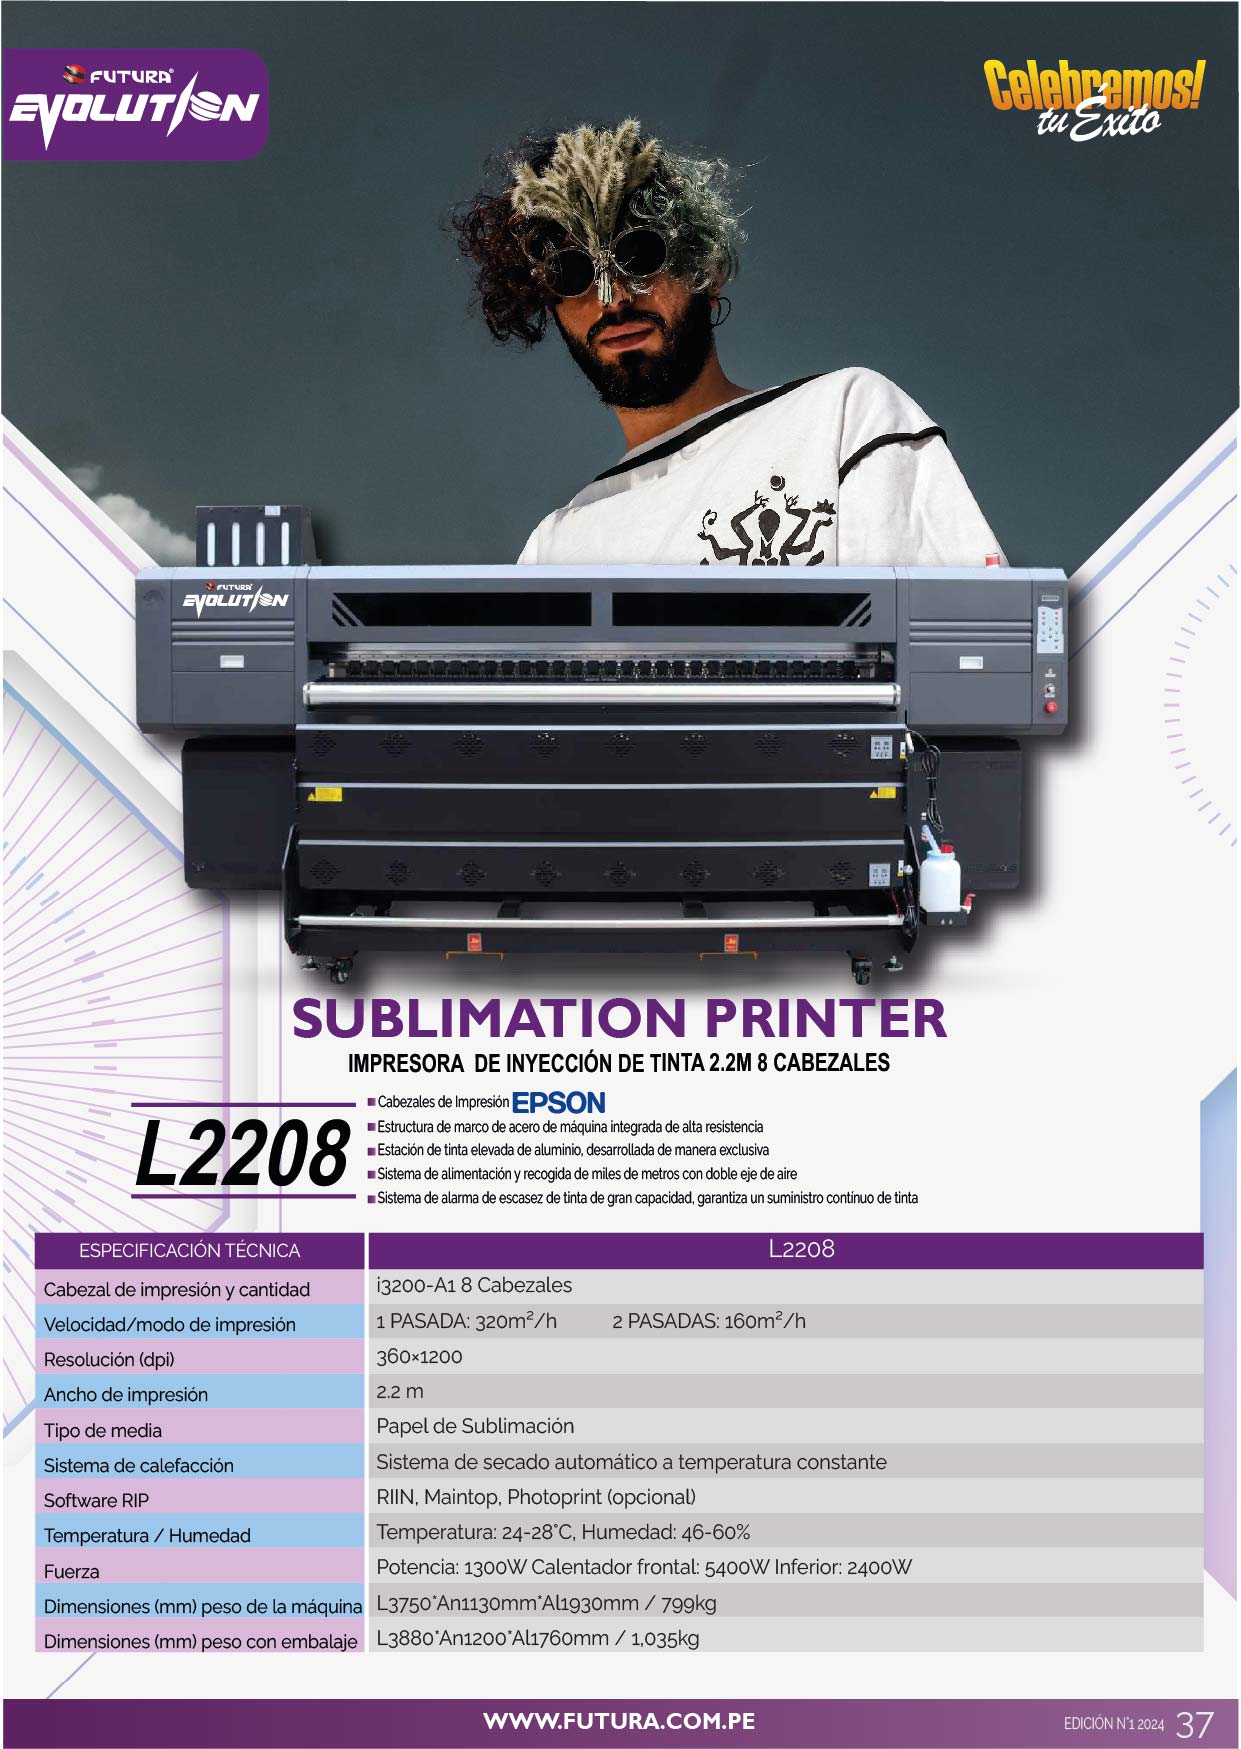 FUTURA®
EVOLUTION
Celebramos!
tu Éxito
FUTURA
EVOLUTION
SUBLIMATION PRINTER
IMPRESORA DE INYECCIÓN DE TINTA 2.2M 8 CABEZALES
L2208
Cabezales de Impresión EPSON
Estructura de marco de acero de máquina integrada de alta resistencia
Estación de tinta elevada de aluminio, desarrollada de manera exclusiva
Sistema de alimentación y recogida de miles de metros con doble eje de aire
Sistema de alarma de escasez de tinta de gran capacidad, garantiza un suministro contínuo de tinta
ESPECIFICACIÓN TÉCNICA L2208
Cabezal de impresión y cantidad i3200-A1 8 Cabezales
Velocidad/modo de impresión 1 PASADA: 320m²/h 2 PASADAS: 160m²/h
Resolución (dpi) 360×1200
Ancho de impresión 2.2 m
Tipo de media Papel de Sublimación
Sistema de calefacción Sistema de secado automático a temperatura constante
Software RIP RIIN, Maintop, Photoprint (opcional)
Temperatura / Humedad Temperatura: 24-28°C, Humedad: 46-60%
Fuerza Potencia: 1300W Calentador frontal: 5400W Inferior: 2400W
Dimensiones (mm) peso de la máquina L3750*An1130mm*Al1930mm / 799kg
Dimensiones (mm) peso con embalaje L3880*An1200*Al1760mm / 1,035kg
WWW.FUTURA.COM.PE
EDICIÓN N°1 2024 37